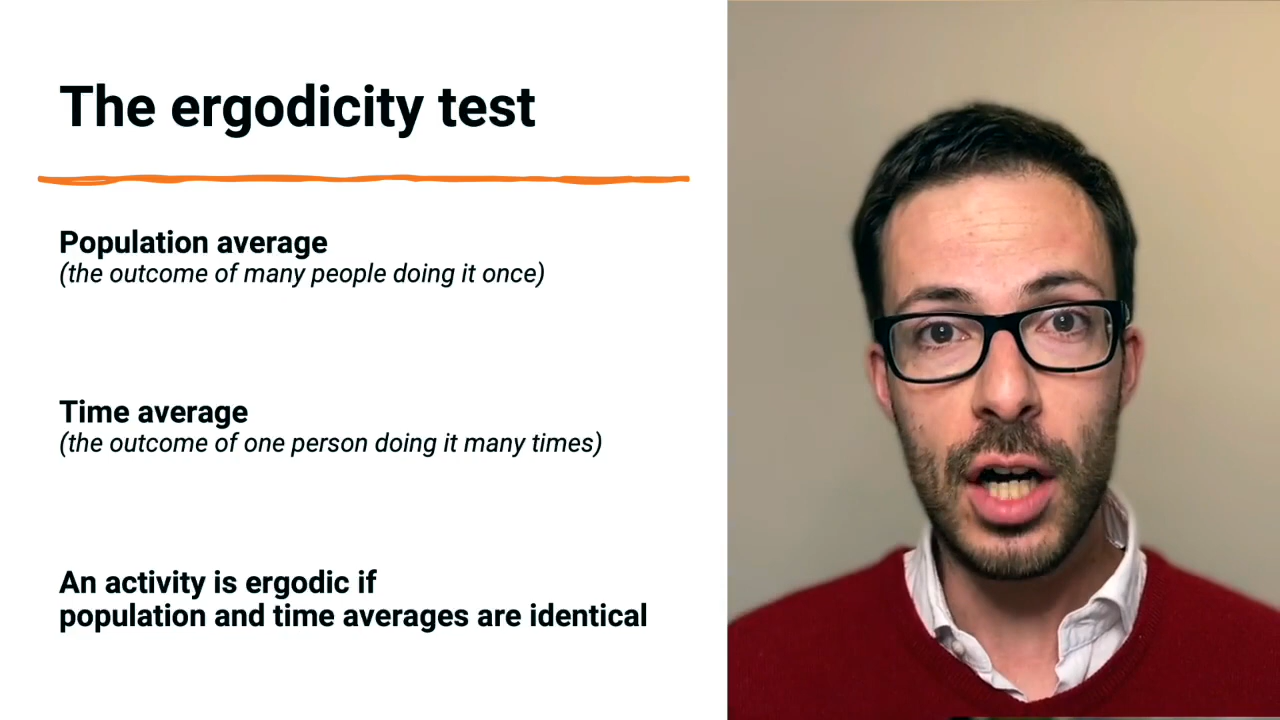 The ergodicity test
Population average
(the outcome of many people doing it once)
Time average
(the outcome of one person doing it many times)
An activity is ergodic if
population and time averages are identical